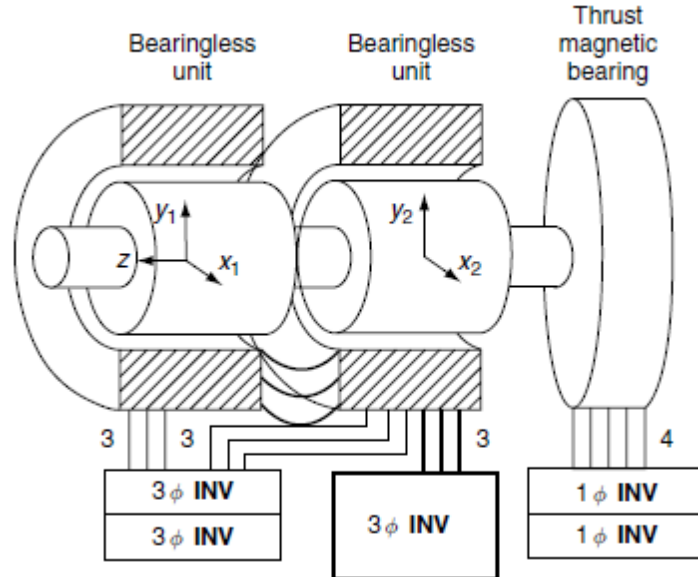 Bearingless
unit
Bearingless
unit
Thrust
magnetic
bearing
y1
z
x1
y2
x2
3
3
3
4
3 ϕ INV
3 ϕ INV
3 ϕ INV
1 ϕ INV
1 ϕ INV